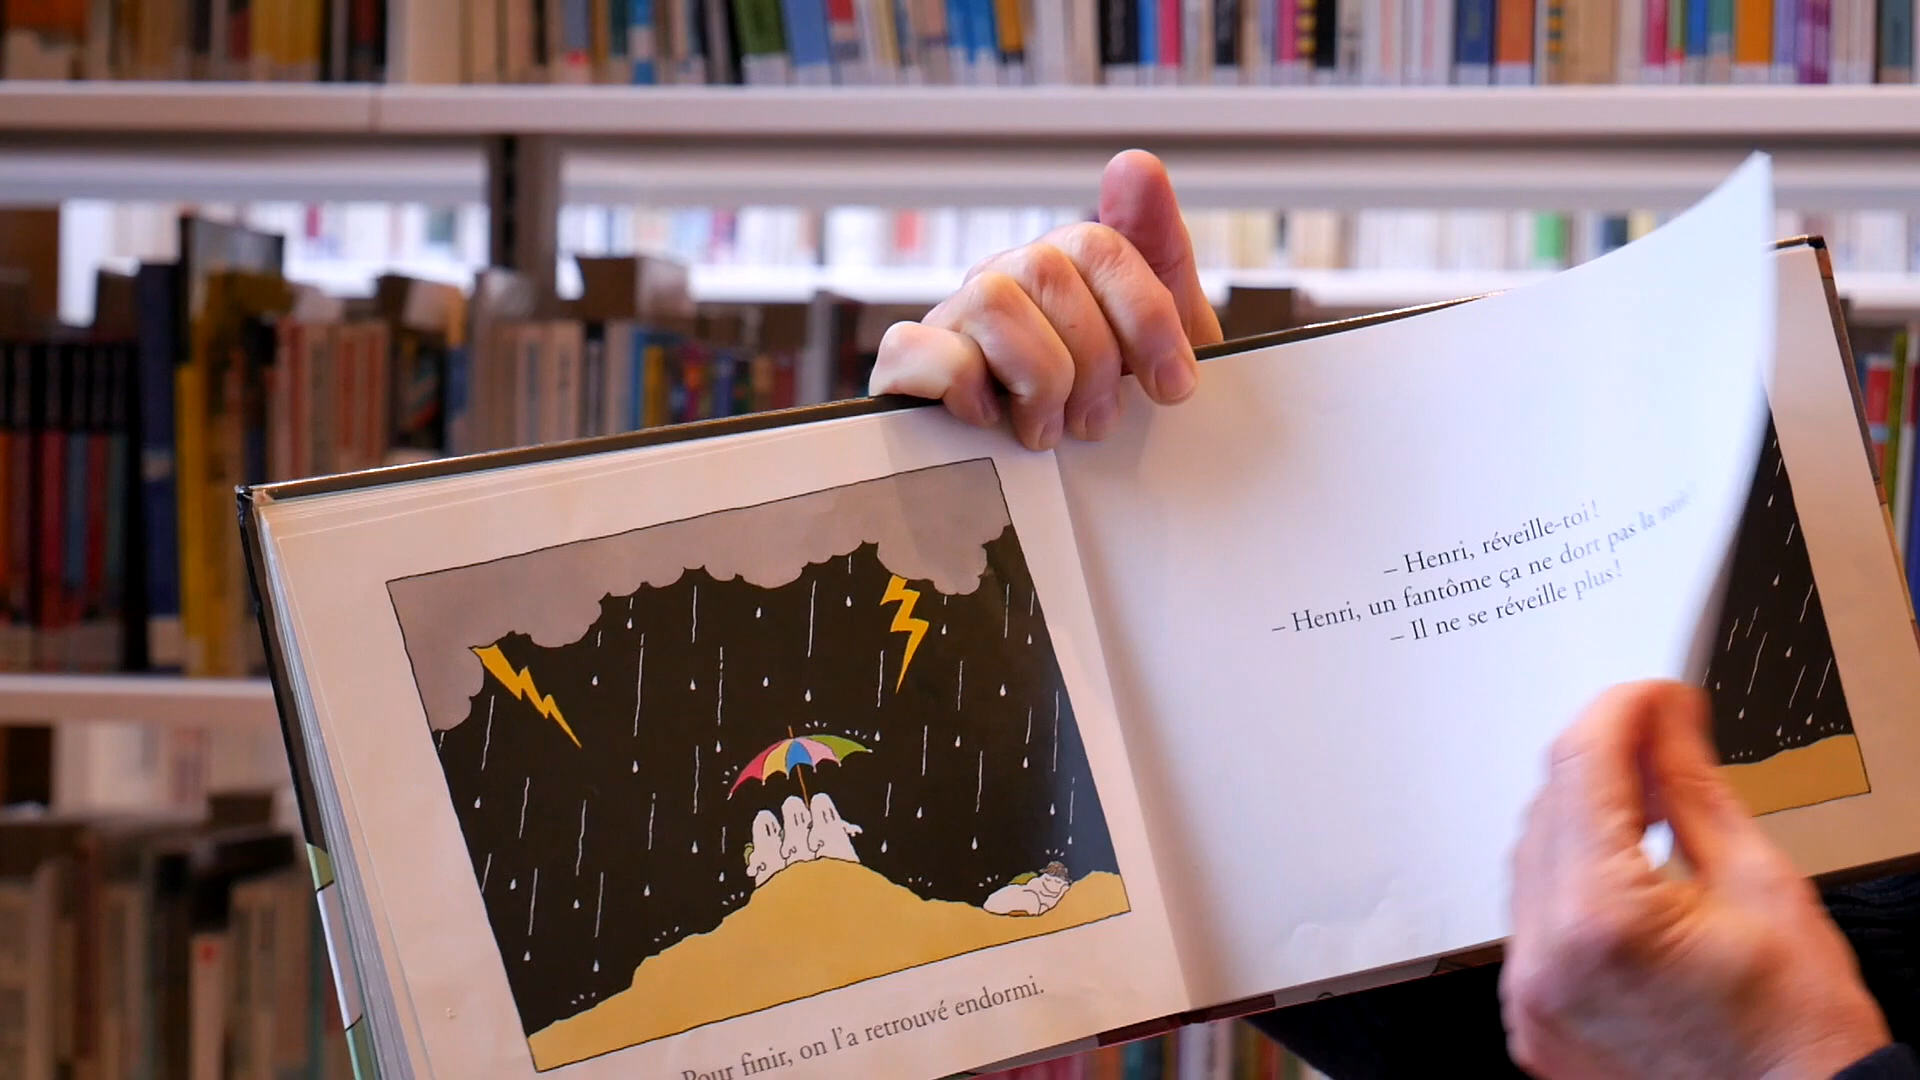 Pour finir, on l'a retrouvé endormi.
– Henri, réveille-toi !
– Henri, un fantôme ça ne dort pas la
– Il ne se réveille plus !